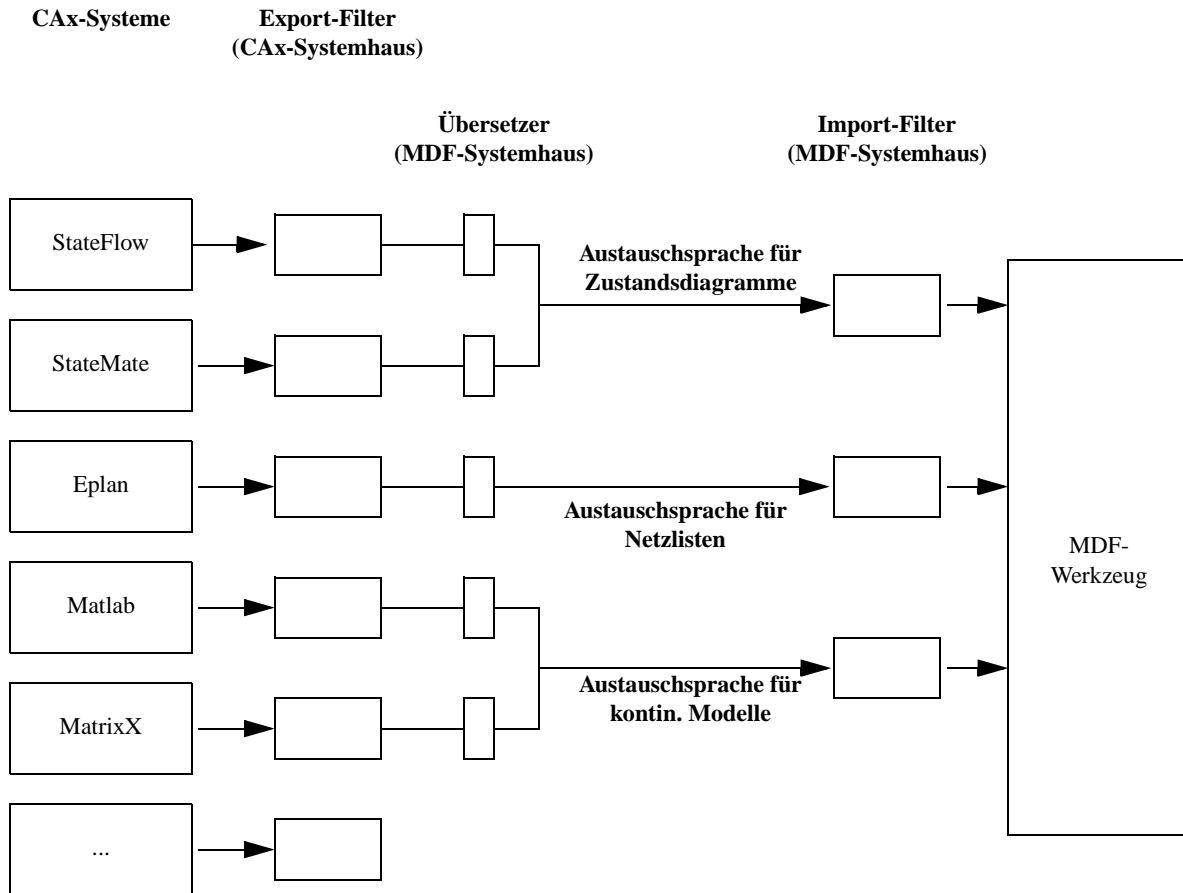 CAx-Systeme
Export-Filter
(CAx-Systemhaus)
Übersetzer
(MDF-Systemhaus)
Import-Filter
(MDF-Systemhaus)
StateFlow
Austauschsprache für
Zustandsdiagramme
StateMate
Eplan
Austauschsprache für
Netzlisten
MDF-
Werkzeug
Matlab
Austauschsprache für
kontin. Modelle
MatrixX
...